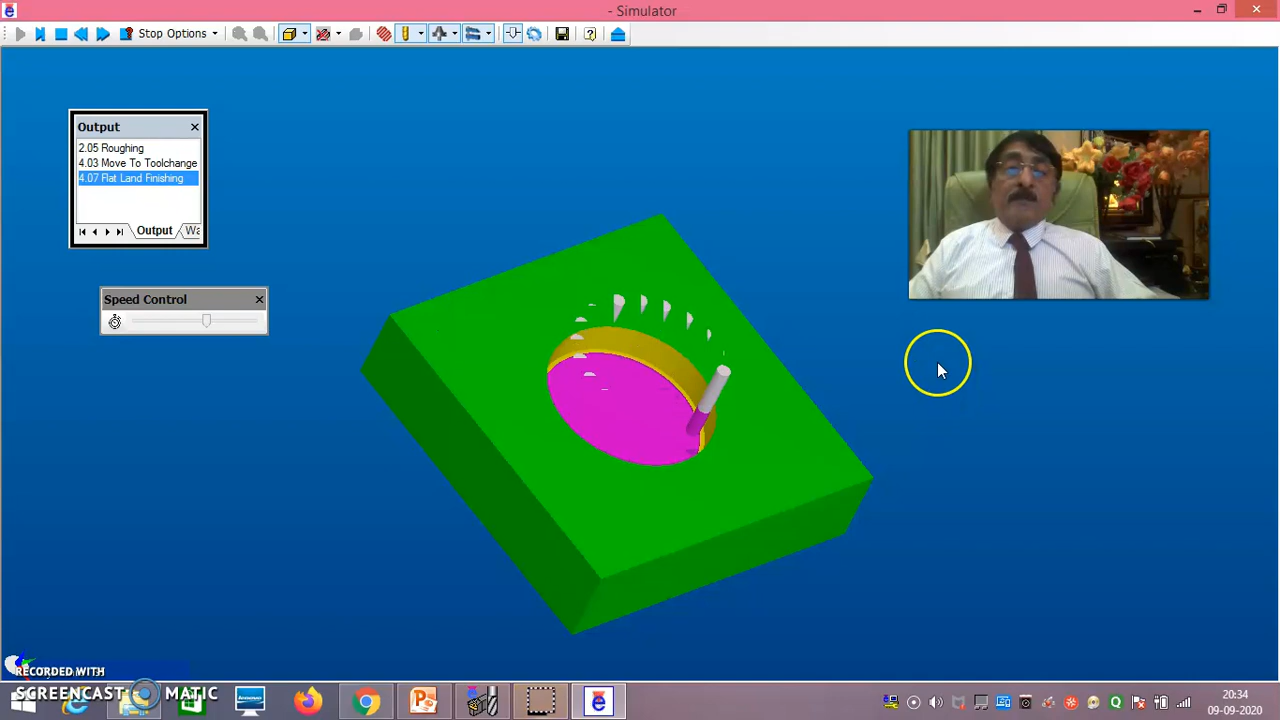 - Simulator
Stop Options
Output
2.05 Roughing
4.03 Move To Toolchange
4.07 Flat Land Finishing
Output
Wa
Speed Control
RECORDED WITH
SCREENCAST MATIC
20:34
09-09-2020